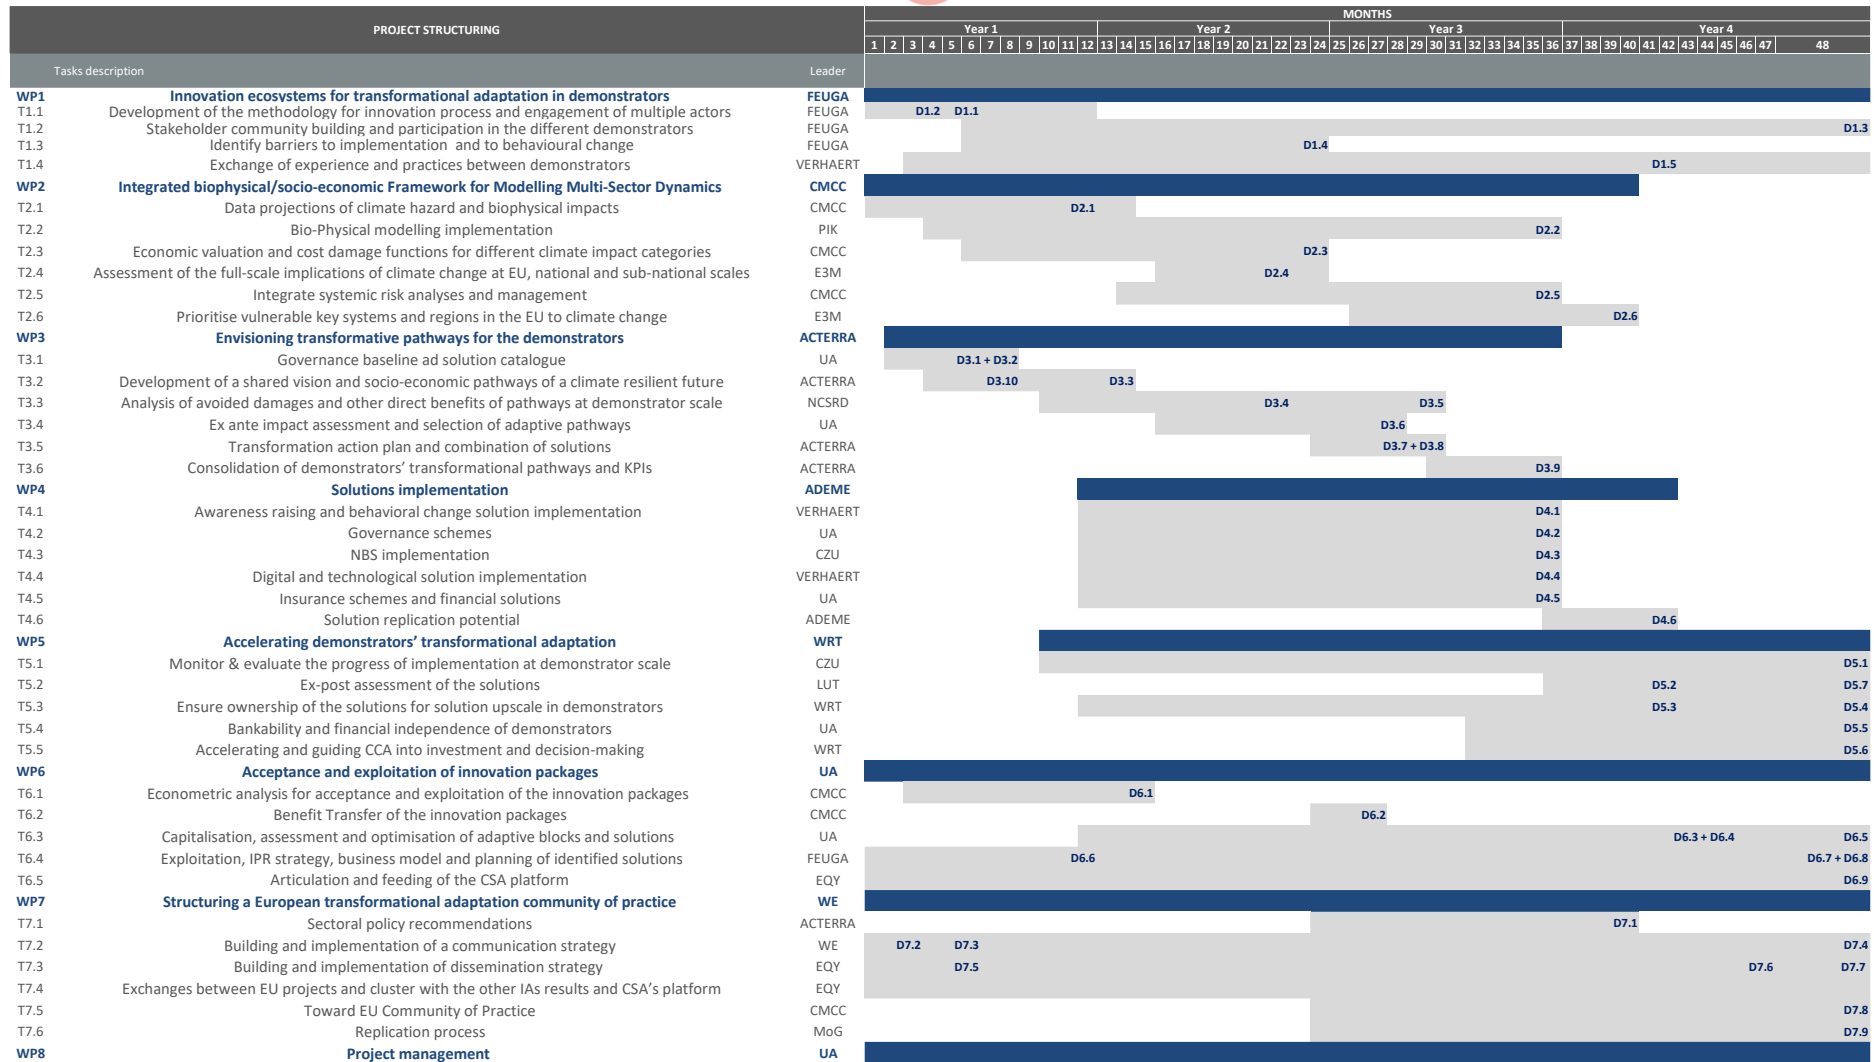 MONTHS
PROJECT STRUCTURING
Year 1 Year 2 Year 3 Year 4
1 2 3 4 5 6 7 8 9 10 11 12 13 14 15 16 17 18 19 20 21 22 23 24 25 26 27 28 29 30 31 32 33 34 35 36 37 38 39 40 41 42 43 44 45 46 47 48
Tasks description Leader
WP1 Innovation ecosystems for transformational adaptation in demonstrators FEUGA
T1.1 Development of the methodology for innovation process and engagement of multiple actors FEUGA D1.2 D1.1
T1.2 Stakeholder community building and participation in the different demonstrators FEUGA D1.3
T1.3 Identify barriers to implementation and to behavioural change FEUGA D1.4
T1.4 Exchange of experience and practices between demonstrators VERHAERT D1.5
WP2 Integrated biophysical/socio-economic Framework for Modelling Multi-Sector Dynamics CMCC
T2.1 Data projections of climate hazard and biophysical impacts CMCC D2.1
T2.2 Bio-Physical modelling implementation PIK D2.2
T2.3 Economic valuation and cost damage functions for different climate impact categories CMCC D2.3
T2.4 Assessment of the full-scale implications of climate change at EU, national and sub-national scales E3M D2.4
T2.5 Integrate systemic risk analyses and management CMCC D2.5
T2.6 Prioritise vulnerable key systems and regions in the EU to climate change E3M D2.6
WP3 Envisioning transformative pathways for the demonstrators ACTERRA
T3.1 Governance baseline ad solution catalogue UA D3.1 + D3.2
T3.2 Development of a shared vision and socio-economic pathways of a climate resilient future ACTERRA D3.10 D3.3
T3.3 Analysis of avoided damages and other direct benefits of pathways at demonstrator scale NCSRD D3.4 D3.5
T3.4 Ex ante impact assessment and selection of adaptive pathways UA D3.6
T3.5 Transformation action plan and combination of solutions ACTERRA D3.7 + D3.8
T3.6 Consolidation of demonstrators' transformational pathways and KPIs ACTERRA D3.9
WP4 Solutions implementation ADEME
T4.1 Awareness raising and behavioral change solution implementation VERHAERT D4.1
T4.2 Governance schemes UA D4.2
T4.3 NBS implementation CZU D4.3
T4.4 Digital and technological solution implementation VERHAERT D4.4
T4.5 Insurance schemes and financial solutions UA D4.5
T4.6 Solution replication potential ADEME D4.6
WP5 Accelerating demonstrators' transformational adaptation WRT
T5.1 Monitor & evaluate the progress of implementation at demonstrator scale CZU D5.1
T5.2 Ex-post assessment of the solutions LUT D5.2 D5.7
T5.3 Ensure ownership of the solutions for solution upscale in demonstrators WRT D5.3 D5.4
T5.4 Bankability and financial independence of demonstrators UA D5.5
T5.5 Accelerating and guiding CCA into investment and decision-making WRT D5.6
WP6 Acceptance and exploitation of innovation packages UA
T6.1 Econometric analysis for acceptance and exploitation of the innovation packages CMCC D6.1
T6.2 Benefit Transfer of the innovation packages CMCC D6.2
T6.3 Capitalisation, assessment and optimisation of adaptive blocks and solutions UA D6.3 + D6.4 D6.5
T6.4 Exploitation, IPR strategy, business model and planning of identified solutions FEUGA D6.6 D6.7 + D6.8
T6.5 Articulation and feeding of the CSA platform EQY D6.9
WP7 Structuring a European transformational adaptation community of practice WE
T7.1 Sectoral policy recommendations ACTERRA D7.1
T7.2 Building and implementation of a communication strategy WE D7.2 D7.3 D7.4
T7.3 Building and implementation of dissemination strategy EQY D7.5 D7.6 D7.7
T7.4 Exchanges between EU projects and cluster with the other IAs results and CSA's platform EQY
T7.5 Toward EU Community of Practice CMCC D7.8
T7.6 Replication process MoG D7.9
WP8 Project management UA